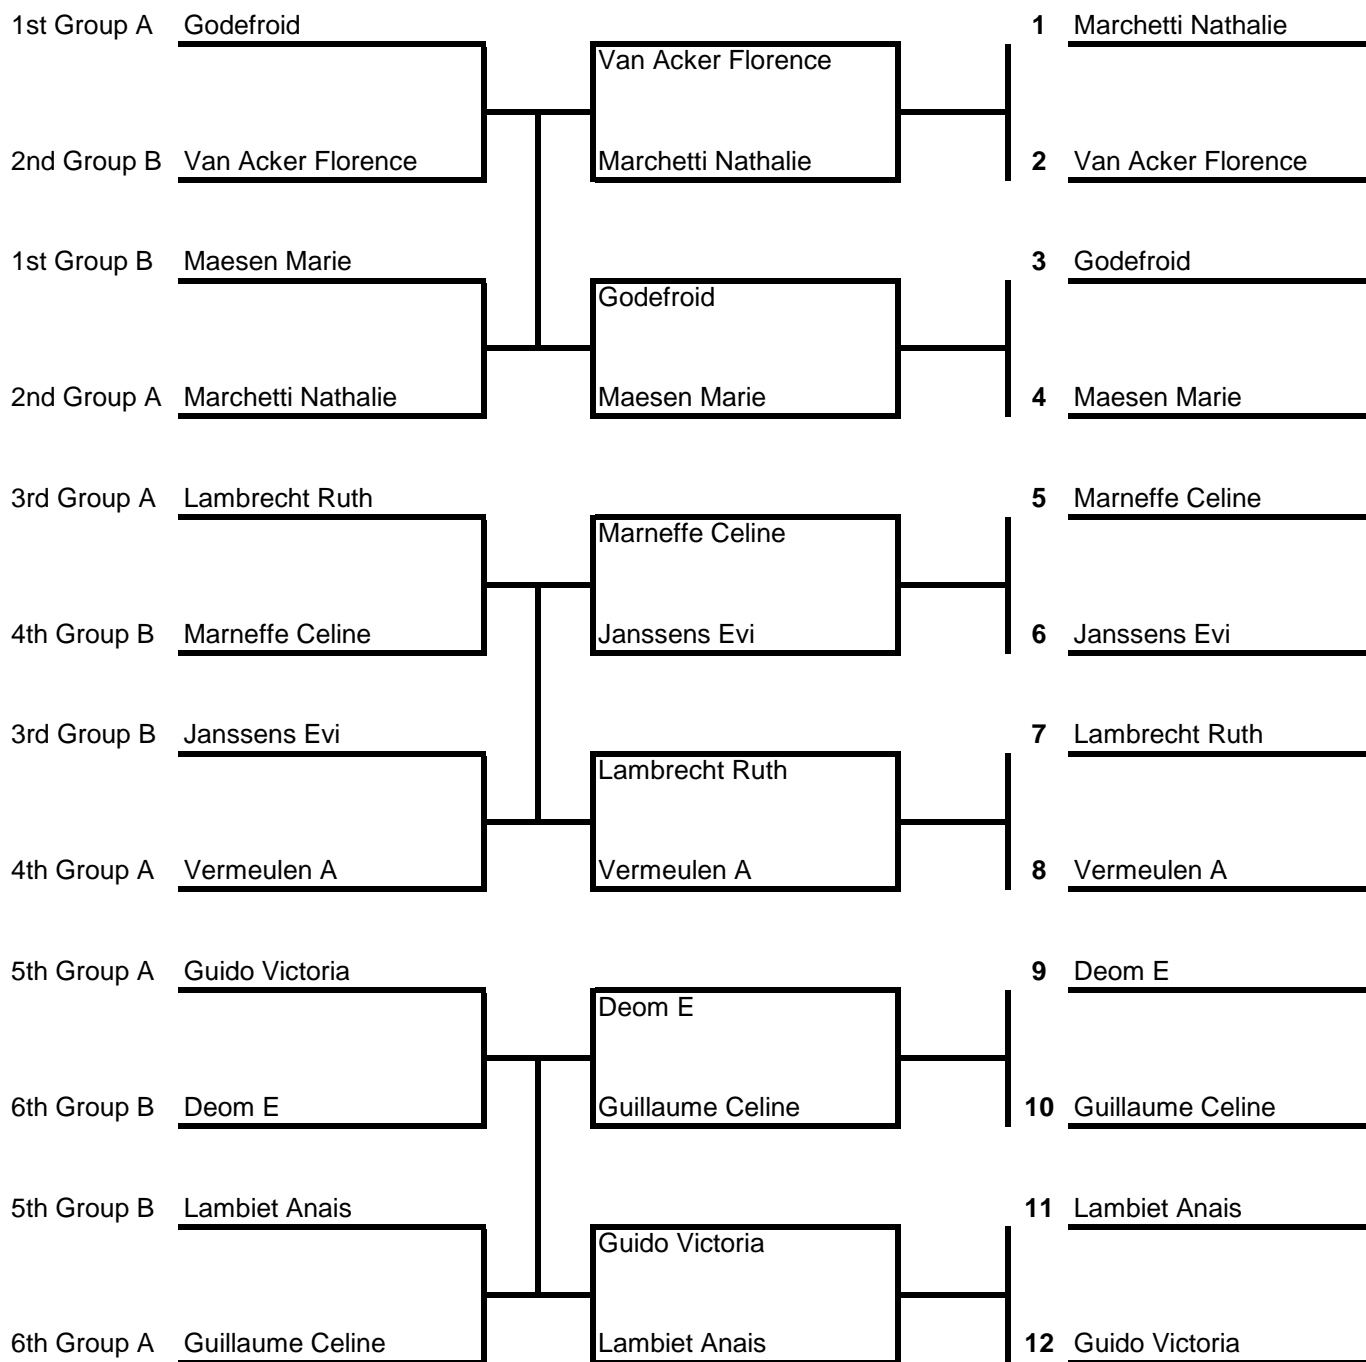 1st Group A Godefroid 1 Marchetti Nathalie
Van Acker Florence
2nd Group B Van Acker Florence Marchetti Nathalie 2 Van Acker Florence
1st Group B Maesen Marie 3 Godefroid
Godefroid
2nd Group A Marchetti Nathalie Maesen Marie 4 Maesen Marie
3rd Group A Lambrecht Ruth 5 Marneffe Celine
Marneffe Celine
4th Group B Marneffe Celine Janssens Evi 6 Janssens Evi
3rd Group B Janssens Evi 7 Lambrecht Ruth
Lambrecht Ruth
4th Group A Vermeulen A Vermeulen A 8 Vermeulen A
5th Group A Guido Victoria 9 Deom E
Deom E
6th Group B Deom E Guillaume Celine 10 Guillaume Celine
5th Group B Lambiet Anais 11 Lambiet Anais
Guido Victoria
6th Group A Guillaume Celine Lambiet Anais 12 Guido Victoria